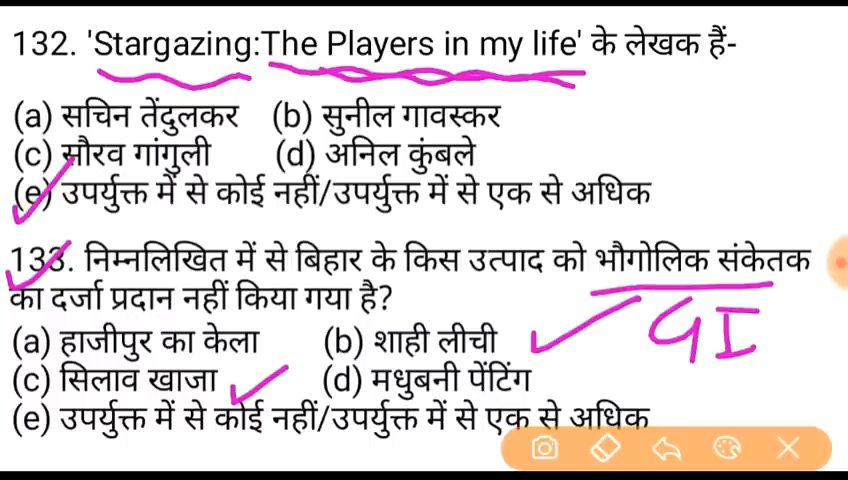 132. 'Stargazing:The Players in my life' के लेखक हैं-
(a) सचिन तेंदुलकर (b) सुनील गावस्कर
(c) सौरव गांगुली (d) अनिल कुंबले
(e) उपर्युक्त में से कोई नहीं/उपर्युक्त में से एक से अधिक
133. निम्नलिखित में से बिहार के किस उत्पाद को भौगोलिक संकेतक
का दर्जा प्रदान नहीं किया गया है?
GI
(a) हाजीपुर का केला (b) शाही लीची
(c) सिलाव खाजा (d) मधुबनी पेंटिंग
(e) उपर्युक्त में से कोई नहीं/उपर्युक्त में से एक से अधिक